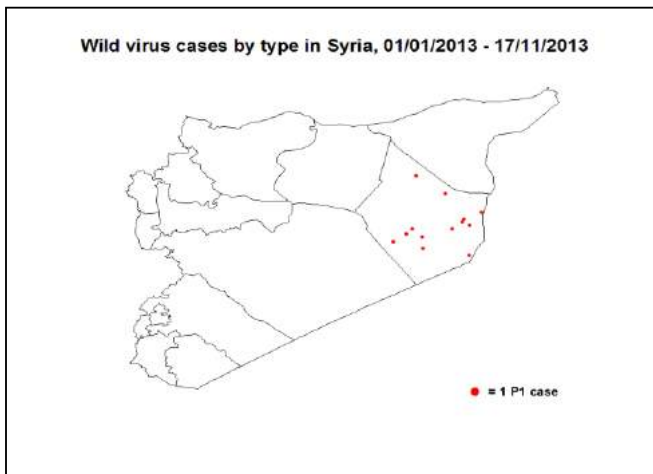 Wild virus cases by type in Syria, 01/01/2013 - 17/11/2013
= 1 P1 case